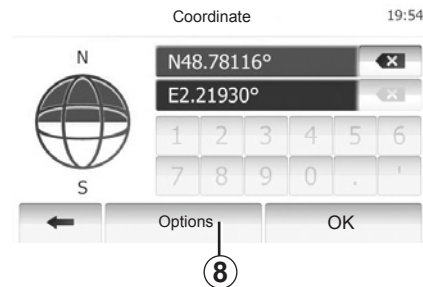 Coordinate 19:54
N
N48.78116°
E2.21930°
1 2 3 4 5 6
7 8 9 0 . '
S
Options OK
8